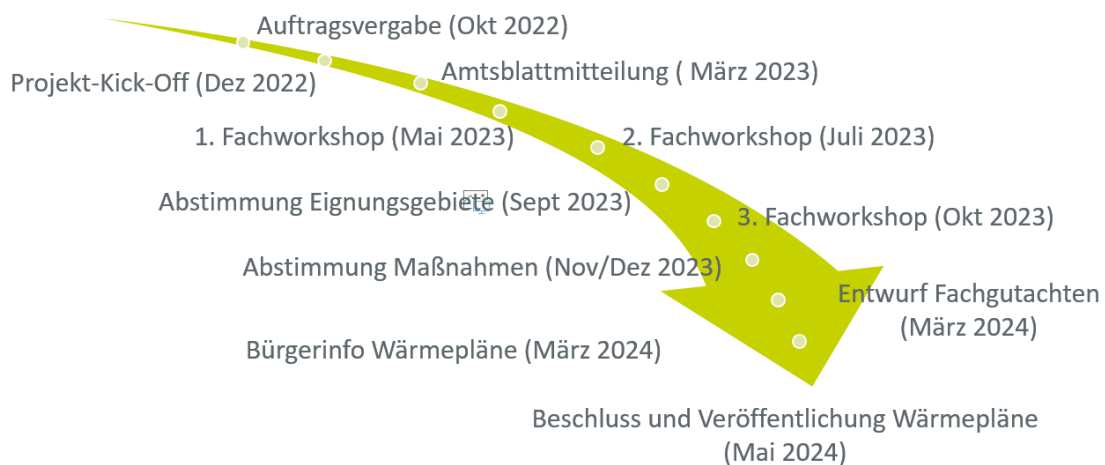 Auftragsvergabe (Okt 2022)
Projekt-Kick-Off (Dez 2022)
Amtsblattmitteilung ( März 2023)
1. Fachworkshop (Mai 2023)
2. Fachworkshop (Juli 2023)
Abstimmung Eignungsgebiete (Sept 2023)
3. Fachworkshop (Okt 2023)
Abstimmung Maßnahmen (Nov/Dez 2023)
Entwurf Fachgutachten
(März 2024)
Bürgerinfo Wärmepläne (März 2024)
Beschluss und Veröffentlichung Wärmepläne
(Mai 2024)